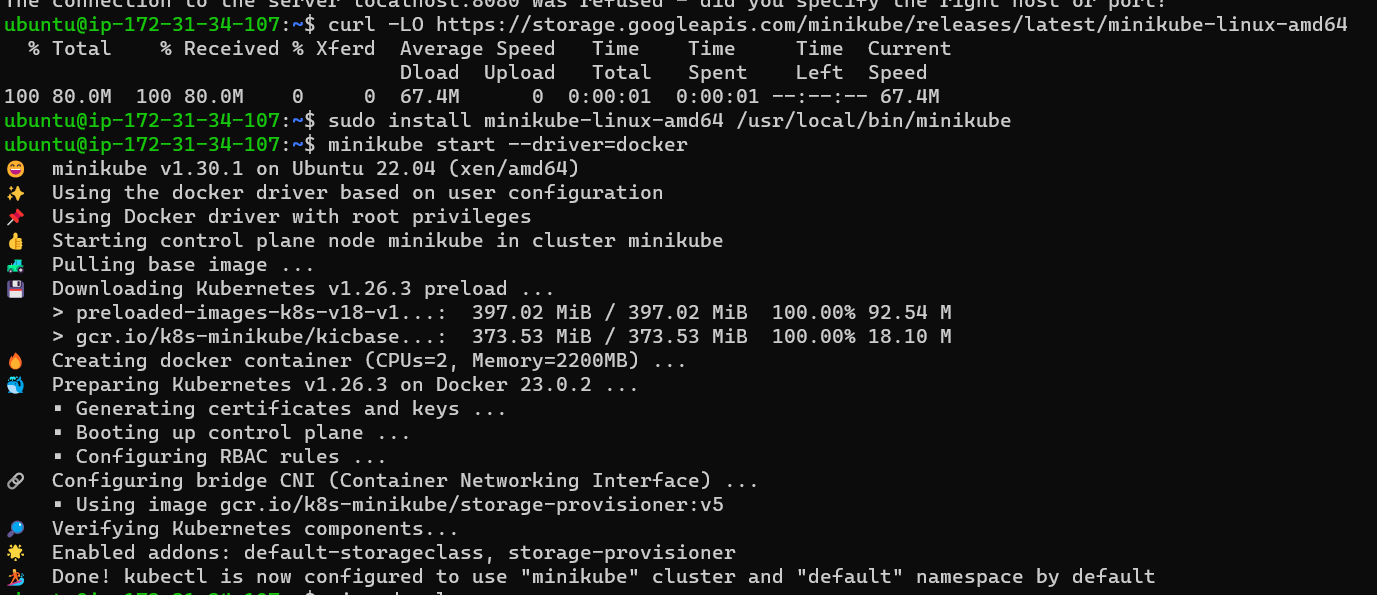 The connection to the server localhost:8080 was refused - did you specify the right host or port?
ubuntu@ip-172-31-34-107:~$ curl -LO https://storage.googleapis.com/minikube/releases/latest/minikube-linux-amd64
% Total % Received % Xferd Average Speed Time Time Time Current
Dload Upload Total Spent Left Speed
100 80.0M 100 80.0M 0 0 67.4M 0 0:00:01 0:00:01 --:--:-- 67.4M
ubuntu@ip-172-31-34-107:~$ sudo install minikube-linux-amd64 /usr/local/bin/minikube
ubuntu@ip-172-31-34-107:~$ minikube start --driver=docker
😄 minikube v1.30.1 on Ubuntu 22.04 (xen/amd64)
✨ Using the docker driver based on user configuration
📌 Using Docker driver with root privileges
👍 Starting control plane node minikube in cluster minikube
🚜 Pulling base image ...
💾 Downloading Kubernetes v1.26.3 preload ...
> preloaded-images-k8s-v18-v1...: 397.02 MiB / 397.02 MiB 100.00% 92.54 M
> gcr.io/k8s-minikube/kicbase...: 373.53 MiB / 373.53 MiB 100.00% 18.10 M
🔥 Creating docker container (CPUs=2, Memory=2200MB) ...
🐳 Preparing Kubernetes v1.26.3 on Docker 23.0.2 ...
▪ Generating certificates and keys ...
▪ Booting up control plane ...
▪ Configuring RBAC rules ...
🔗 Configuring bridge CNI (Container Networking Interface) ...
▪ Using image gcr.io/k8s-minikube/storage-provisioner:v5
🔎 Verifying Kubernetes components...
🌟 Enabled addons: default-storageclass, storage-provisioner
🏄 Done! kubectl is now configured to use "minikube" cluster and "default" namespace by default
ubuntu@ip-172-31-34-107:~$